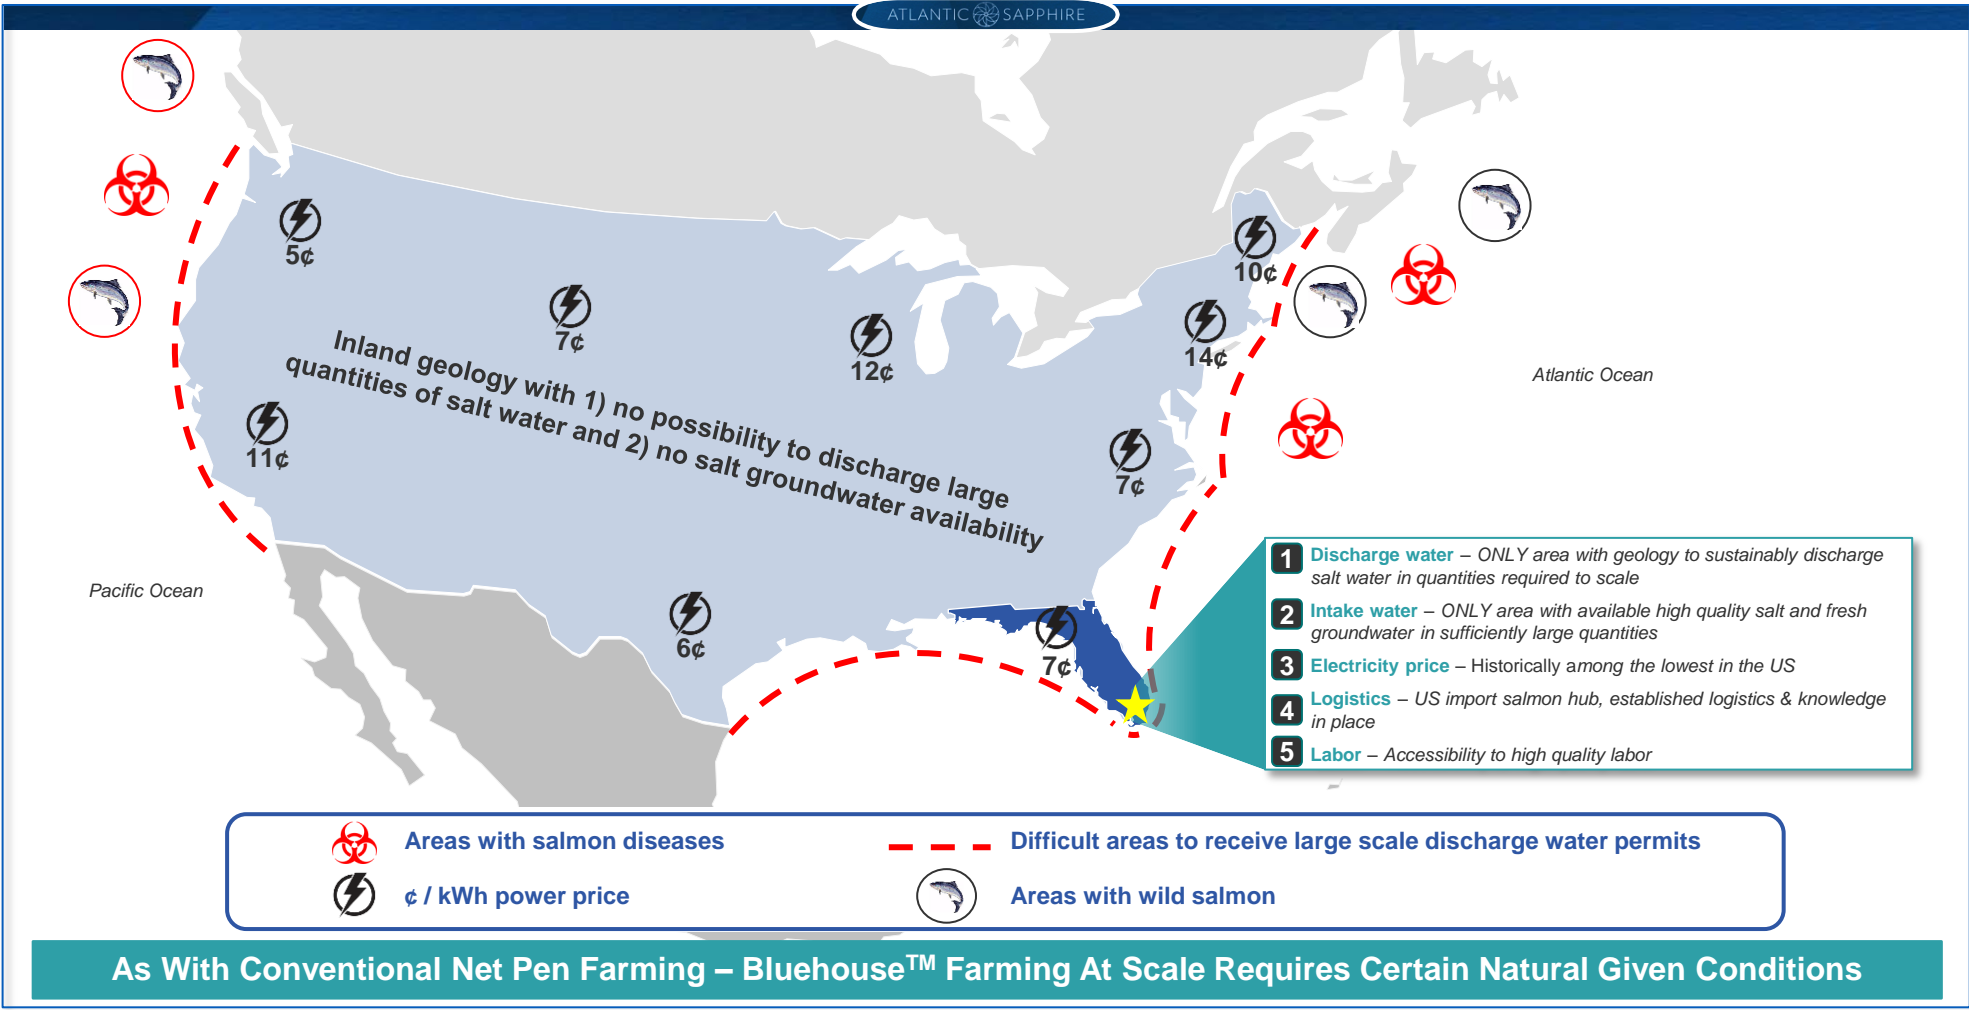 ATLANTIC SAPPHIRE
5¢
7¢
12¢
10¢
14¢
11¢
7¢
6¢
7¢
Inland geology with 1) no possibility to discharge large
quantities of salt water and 2) no salt groundwater availability
Atlantic Ocean
Pacific Ocean
1 Discharge water – ONLY area with geology to sustainably discharge
salt water in quantities required to scale
2 Intake water – ONLY area with available high quality salt and fresh
groundwater in sufficiently large quantities
3 Electricity price – Historically among the lowest in the US
4 Logistics – US import salmon hub, established logistics & knowledge
in place
5 Labor – Accessibility to high quality labor
Areas with salmon diseases
Difficult areas to receive large scale discharge water permits
¢ / kWh power price
Areas with wild salmon
As With Conventional Net Pen Farming – Bluehouse™ Farming At Scale Requires Certain Natural Given Conditions